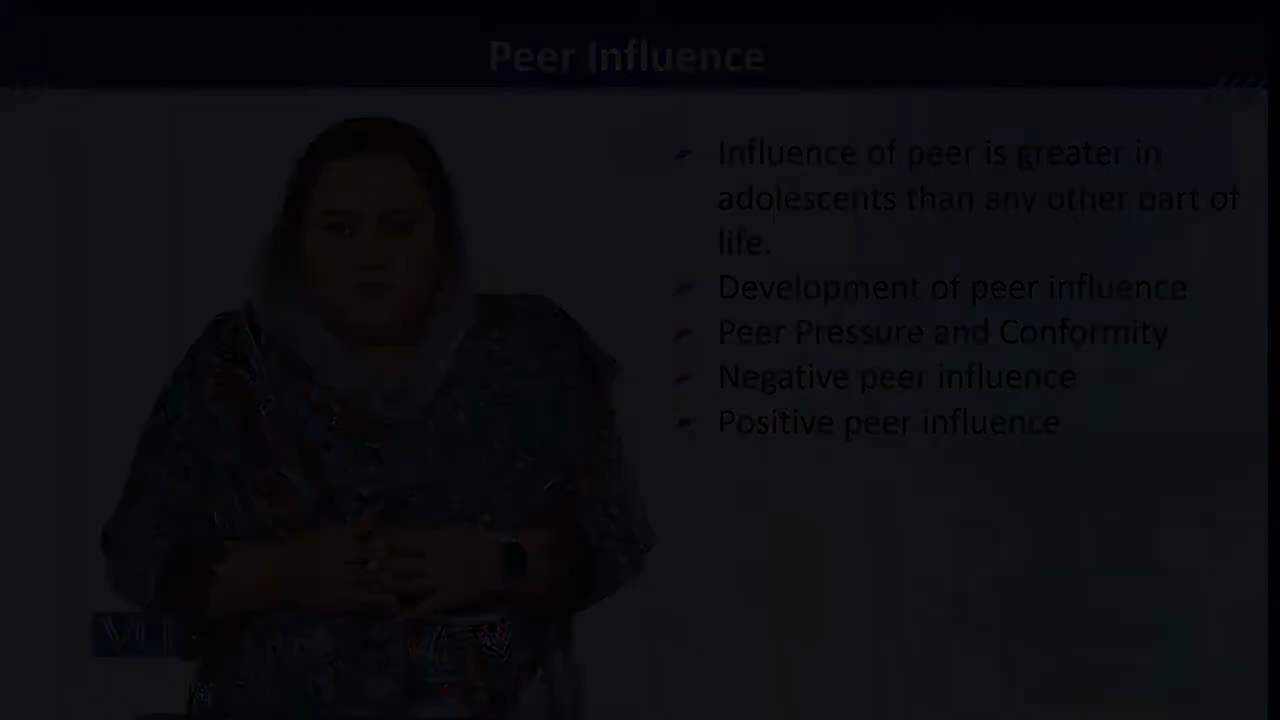 Peer Influence
Influence of peer is greater in
adolescents than any other part of
life.
Development of peer influence
Peer Pressure and Conformity
Negative peer influence
Positive peer influence